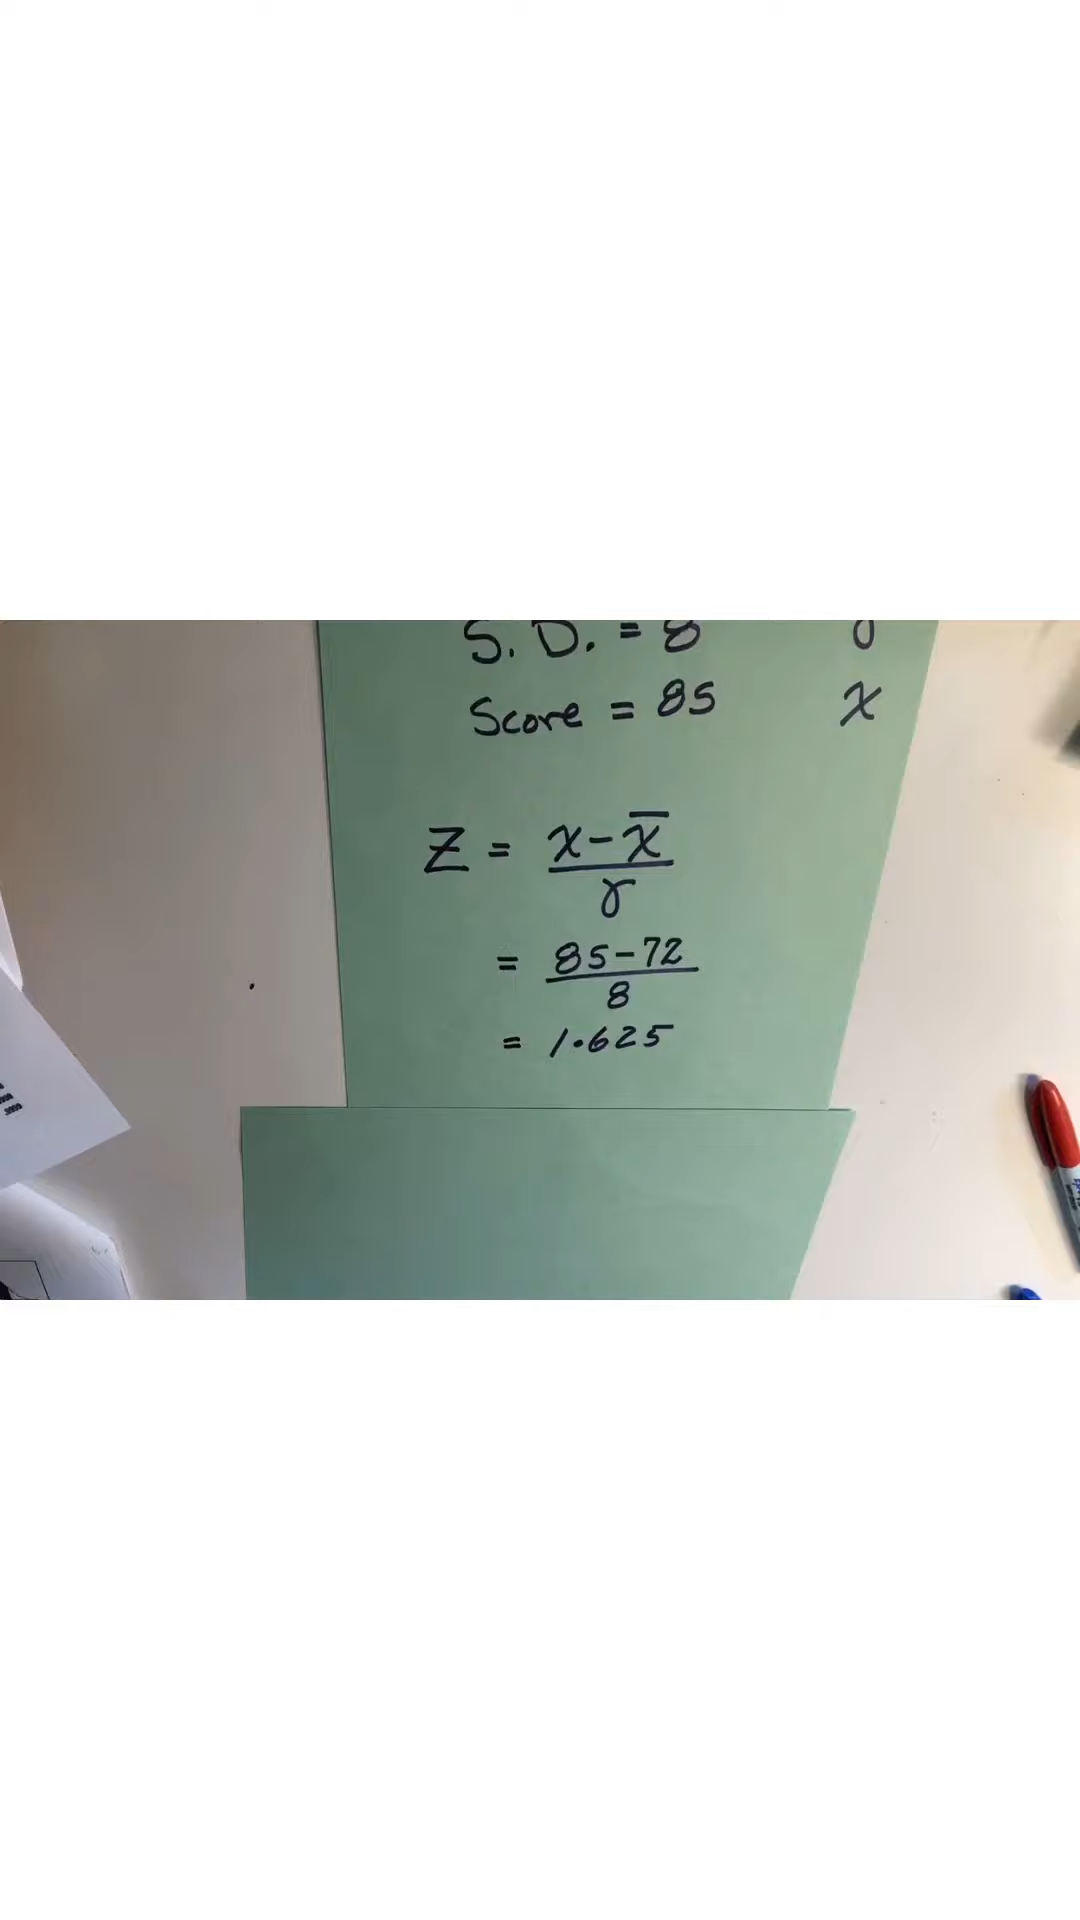 S. D. = 8 γ
Score = 85 x
Z = x - x̄
γ
= 85-72
8
= 1.625